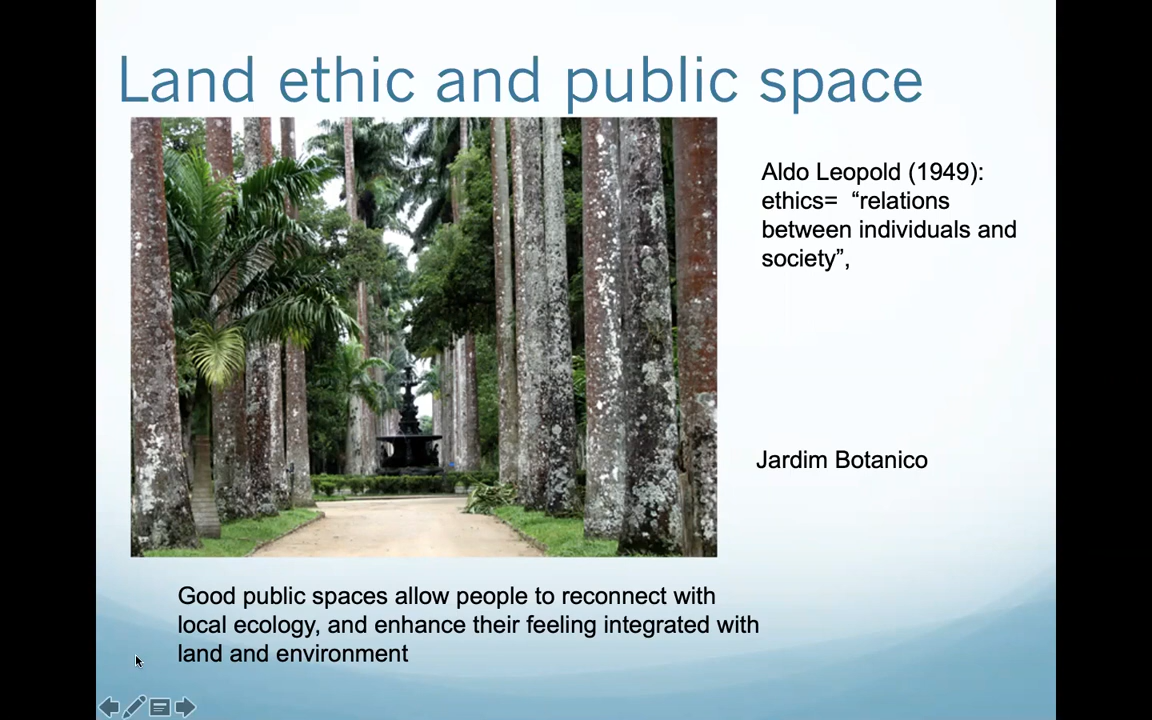 Land ethic and public space
Aldo Leopold (1949):
ethics=  “relations
between individuals and
society”,
Jardim Botanico
Good public spaces allow people to reconnect with
local ecology, and enhance their feeling integrated with
land and environment